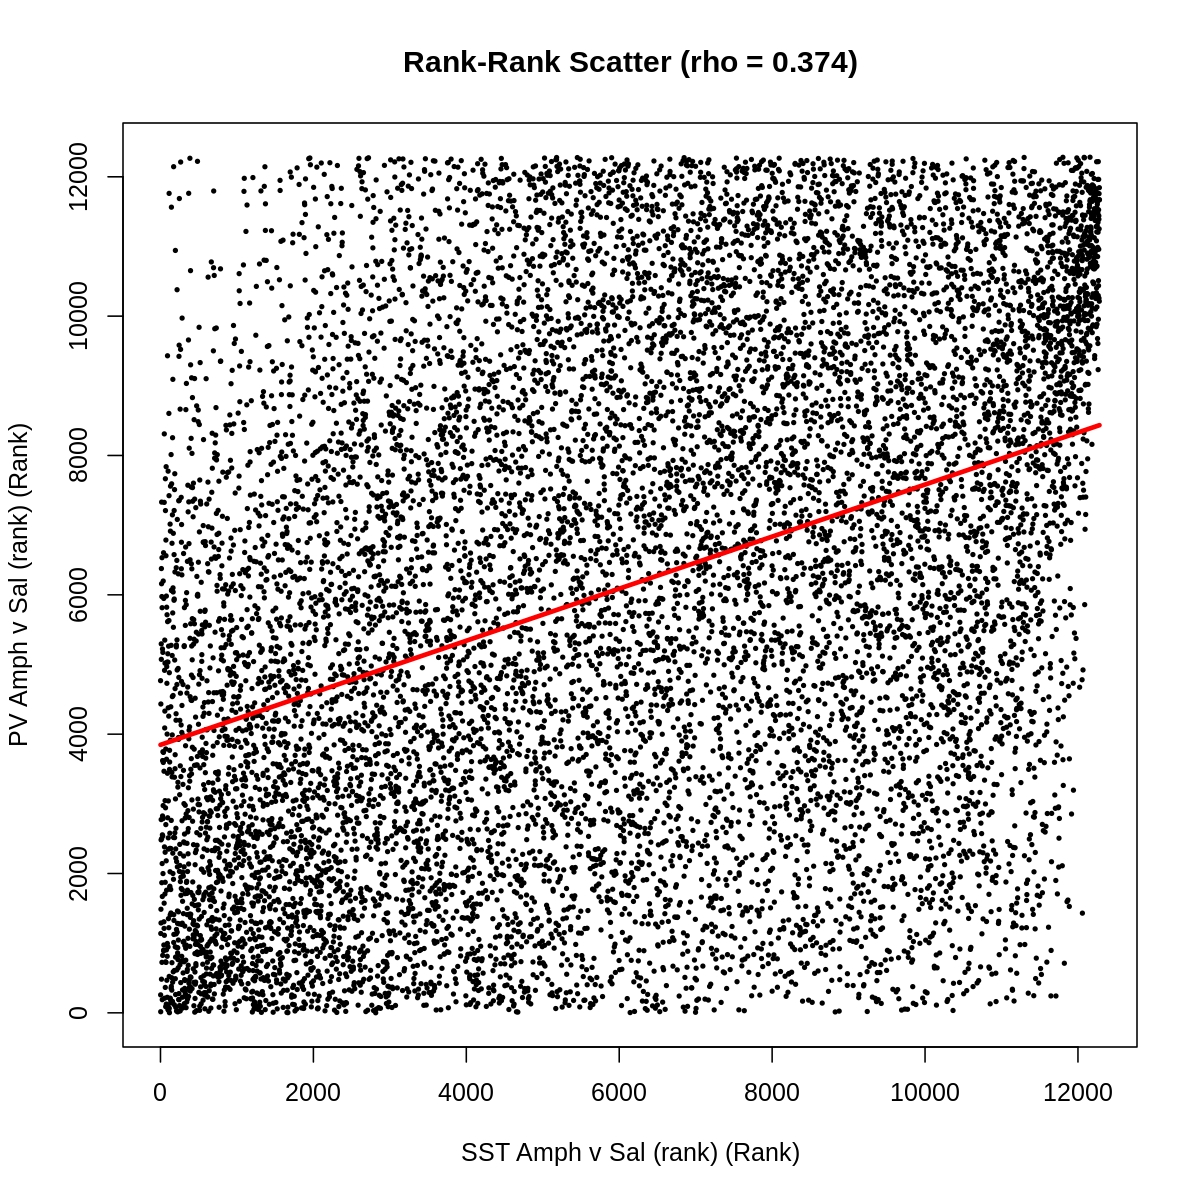 Rank-Rank Scatter (rho = 0.374)
PV Amph v Sal (rank) (Rank)
12000
10000
8000
6000
4000
2000
0
0 2000 4000 6000 8000 10000 12000
SST Amph v Sal (rank) (Rank)